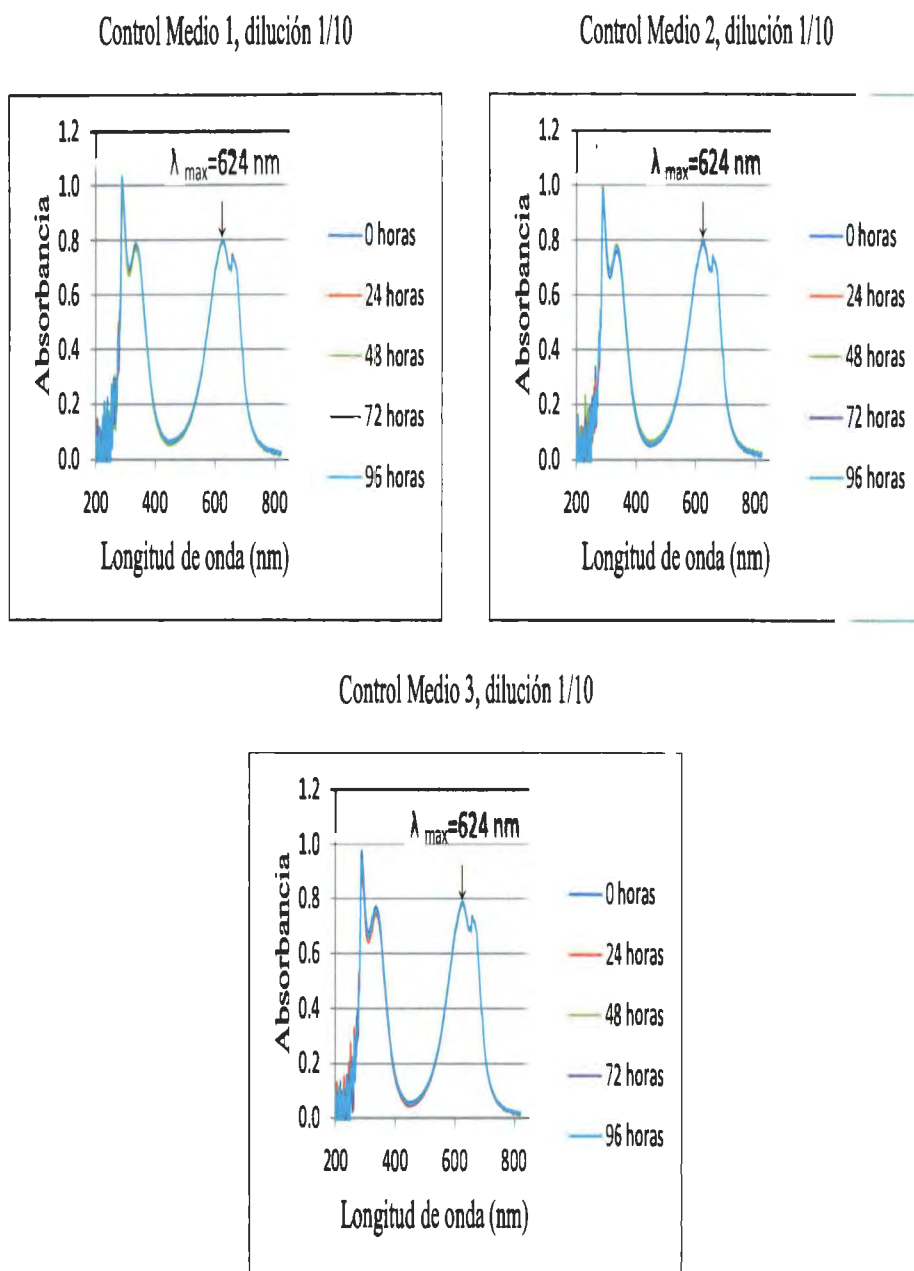 Control Medio 1, dilución 1/10
1.2
1.0
0.8
0.6
0.4
0.2
0.0
Absorbancia
λ max=624 nm
0 horas
24 horas
48 horas
72 horas
96 horas
200 400 600 800
Longitud de onda (nm)
Control Medio 2, dilución 1/10
1.2
1.0
0.8
0.6
0.4
0.2
0.0
Absorbancia
λ max=624 nm
0 horas
24 horas
48 horas
72 horas
96 horas
200 400 600 800
Longitud de onda (nm)
Control Medio 3, dilución 1/10
1.2
1.0
0.8
0.6
0.4
0.2
0.0
Absorbancia
λ max=624 nm
0 horas
24 horas
48 horas
72 horas
96 horas
200 400 600 800
Longitud de onda (nm)